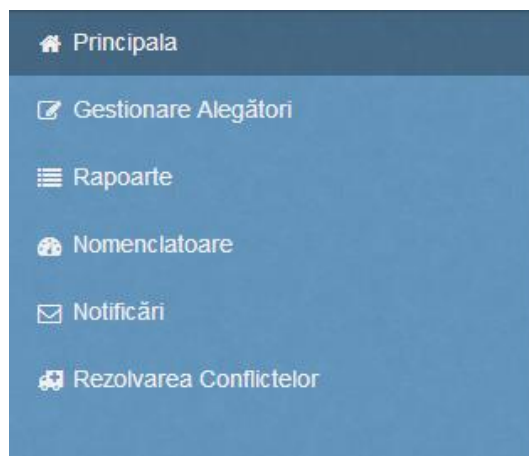 Principala
Gestionare Alegători
Rapoarte
Nomenclatoare
Notificări
Rezolvarea Conflictelor